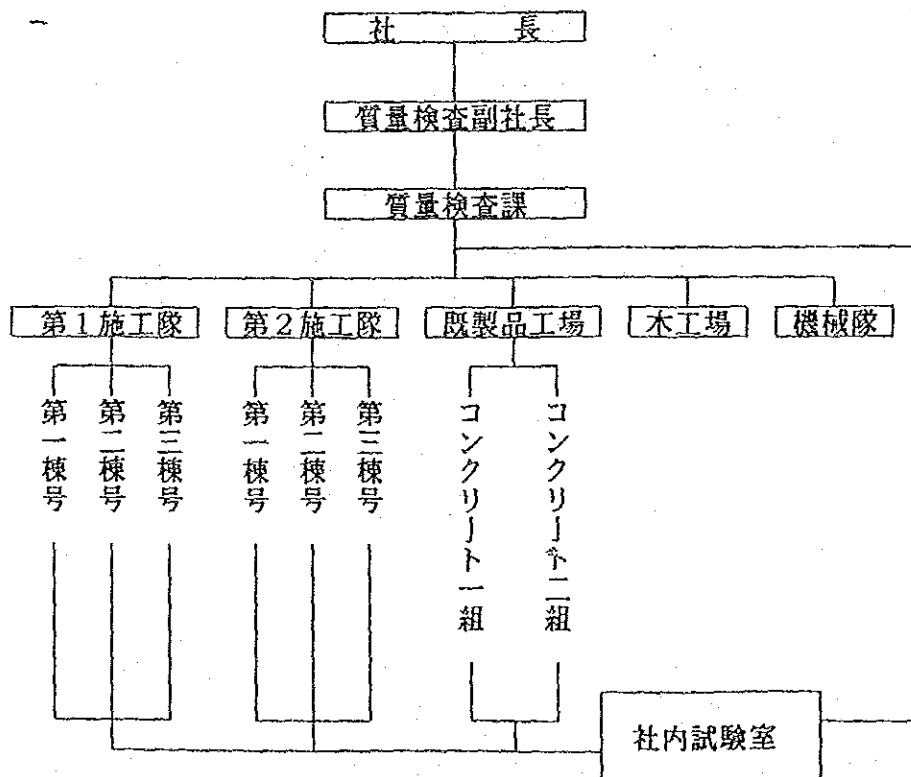 社長
質量検査副社長
質量検査課
第1施工隊
第2施工隊
既製品工場
木工場
機械隊
第一棟号
第二棟号
第三棟号
第一棟号
第二棟号
第三棟号
コンクリート一組
コンクリート二組
社内試験室